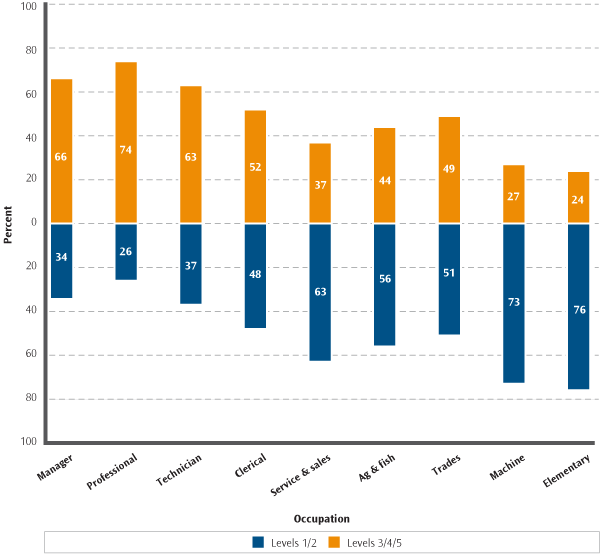 100
80
60
40
20
0
20
40
60
80
100
Percent
66 74 63 52 37 44 49 27 24
34 26 37 48 63 56 51 73 76
Manager Professional Technician Clerical Service & sales Ag & fish Trades Machine Elementary
Occupation
Levels 1/2 Levels 3/4/5